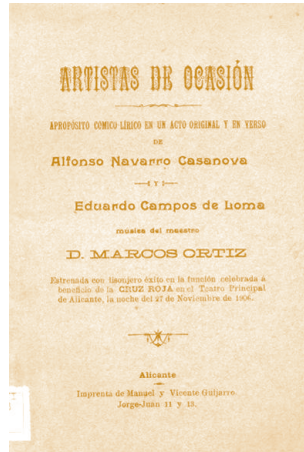 ARTISTAS DE OCASIÓN
APROPÓSITO CÓMICO-LÍRICO EN UN ACTO ORIGINAL Y EN VERSO
DE
Alfonso Navarro Casanova
Y
Eduardo Campos de Loma
música del maestro
D. MARCOS ORTIZ
Estrenada con lisonjero éxito en la función celebrada á
beneficio de la CRUZ ROJA en el Teatro Principal
de Alicante, la noche del 27 de Noviembre de 1906.
Alicante
Imprenta de Manuel y Vicente Guijarro
Jorge-Juan 11 y 13.